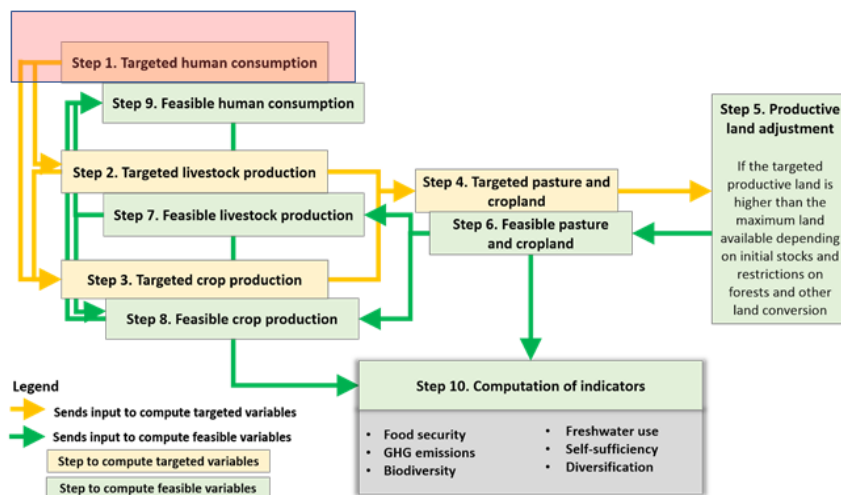 Step 1. Targeted human consumption
Step 9. Feasible human consumption
Step 2. Targeted livestock production
Step 7. Feasible livestock production
Step 3. Targeted crop production
Step 8. Feasible crop production
Step 4. Targeted pasture and
cropland
Step 6. Feasible pasture
and cropland
Step 5. Productive
land adjustment
If the targeted
productive land is
higher than the
maximum land
available depending
on initial stocks and
restrictions on
forests and other
land conversion
Step 10. Computation of indicators
• Food security
• GHG emissions
• Biodiversity
• Freshwater use
• Self-sufficiency
• Diversification
Legend
Sends input to compute targeted variables
Sends input to compute feasible variables
Step to compute targeted variables
Step to compute feasible variables